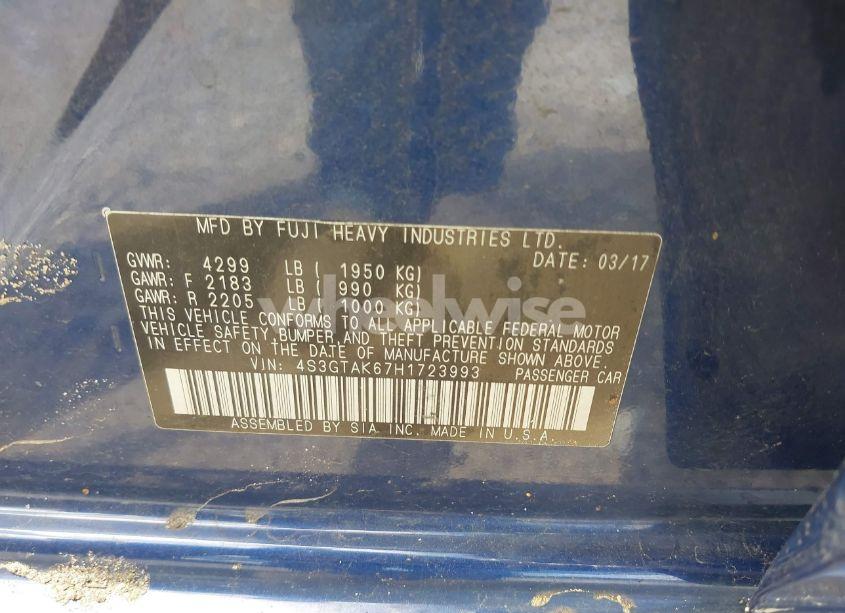 MFD BY FUJI HEAVY INDUSTRIES LTD.
GVWR: 4299 LB ( 1950 KG) DATE: 03/17
GAWR: F 2183 LB ( 990 KG)
GAWR: R 2205 LB ( 1000 KG)
THIS VEHICLE CONFORMS TO ALL APPLICABLE FEDERAL MOTOR
VEHICLE SAFETY, BUMPER, AND THEFT PREVENTION STANDARDS
IN EFFECT ON THE DATE OF MANUFACTURE SHOWN ABOVE.
VIN: 4S3GTAK67H1723993 PASSENGER CAR
ASSEMBLED BY SIA INC. MADE IN U.S.A.
wheelwise